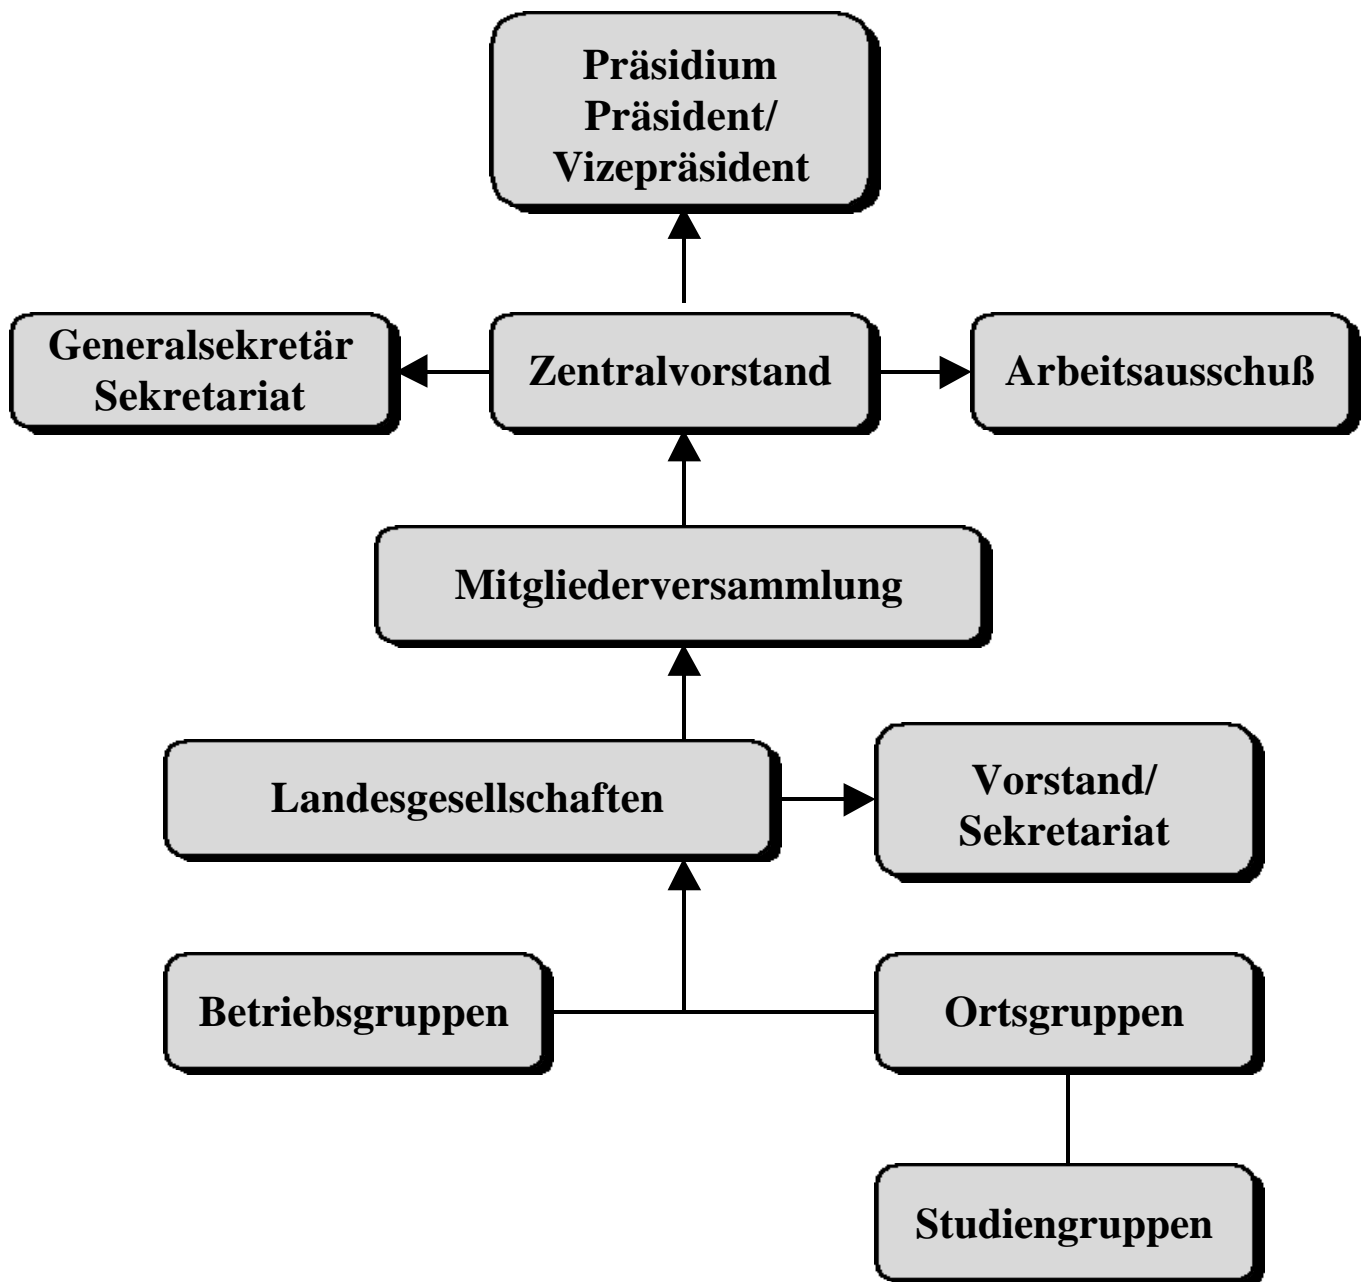 Präsidium
Präsident/
Vizepräsident
Generalsekretär
Sekretariat
Zentralvorstand
Arbeitsausschuß
Mitgliederversammlung
Landesgesellschaften
Vorstand/
Sekretariat
Betriebsgruppen
Ortsgruppen
Studiengruppen